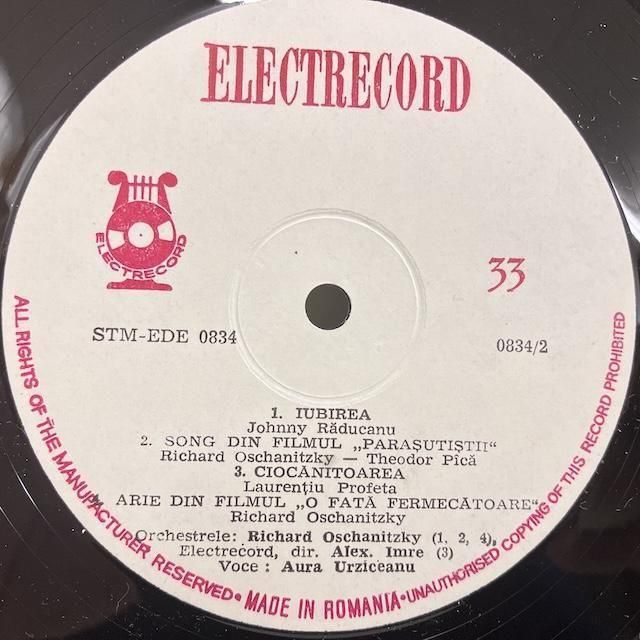 ELECTRECORD
ELECTRECORD
33
STM-EDE 0834
0834/2
1. IUBIREA
Johnny Răducanu
2. SONG DIN FILMUL „PARAȘUTIȘTII“
Richard Oschanitzky — Theodor Pîcă
3. CIOCĂNITOAREA
Laurențiu Profeta
ARIE DIN FILMUL „O FATĂ FERMECĂTOARE“
Richard Oschanitzky
Orchestrele: Richard Oschanitzky (1, 2, 4),
Electrecord, dir. Alex. Imre (3)
Voce : Aura Urziceanu
ALL RIGHTS OF THE MANUFACTURER RESERVED• MADE IN ROMANIA •UNAUTHORISED COPYING OF THIS RECORD PROHIBITED